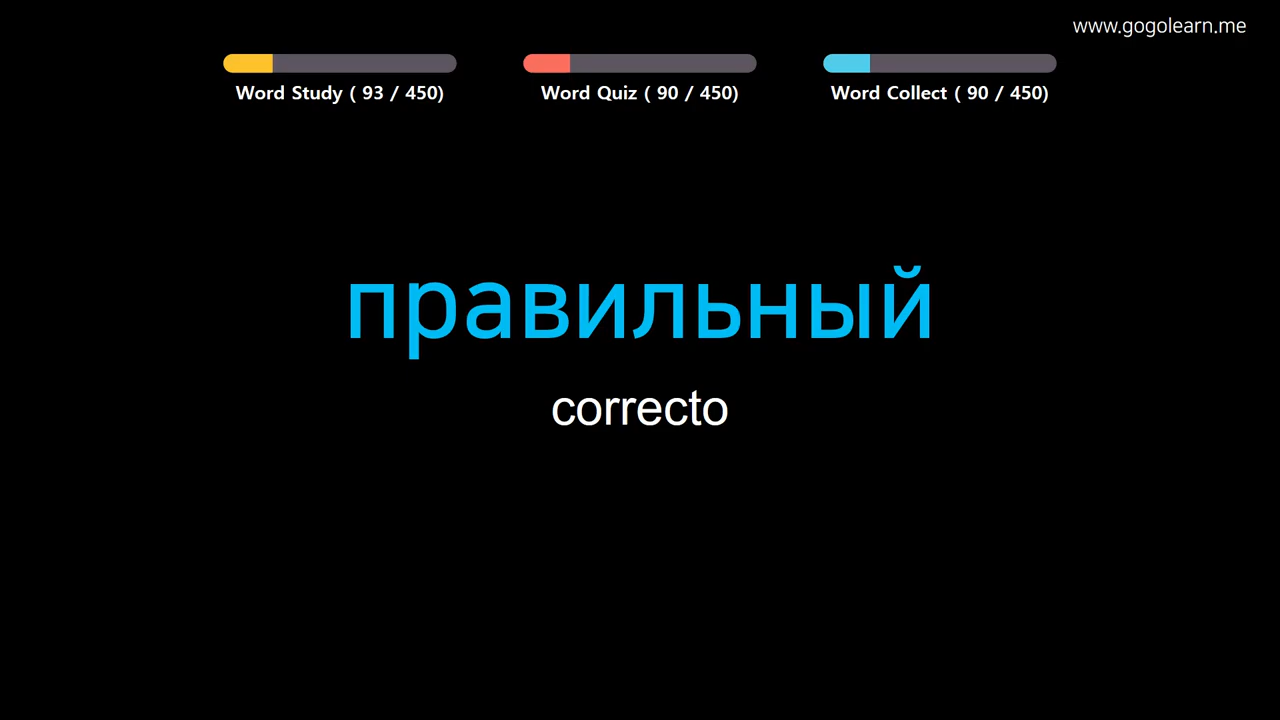 www.gogolearn.me
Word Study ( 93 / 450)
Word Quiz ( 90 / 450)
Word Collect ( 90 / 450)
правильный
correcto